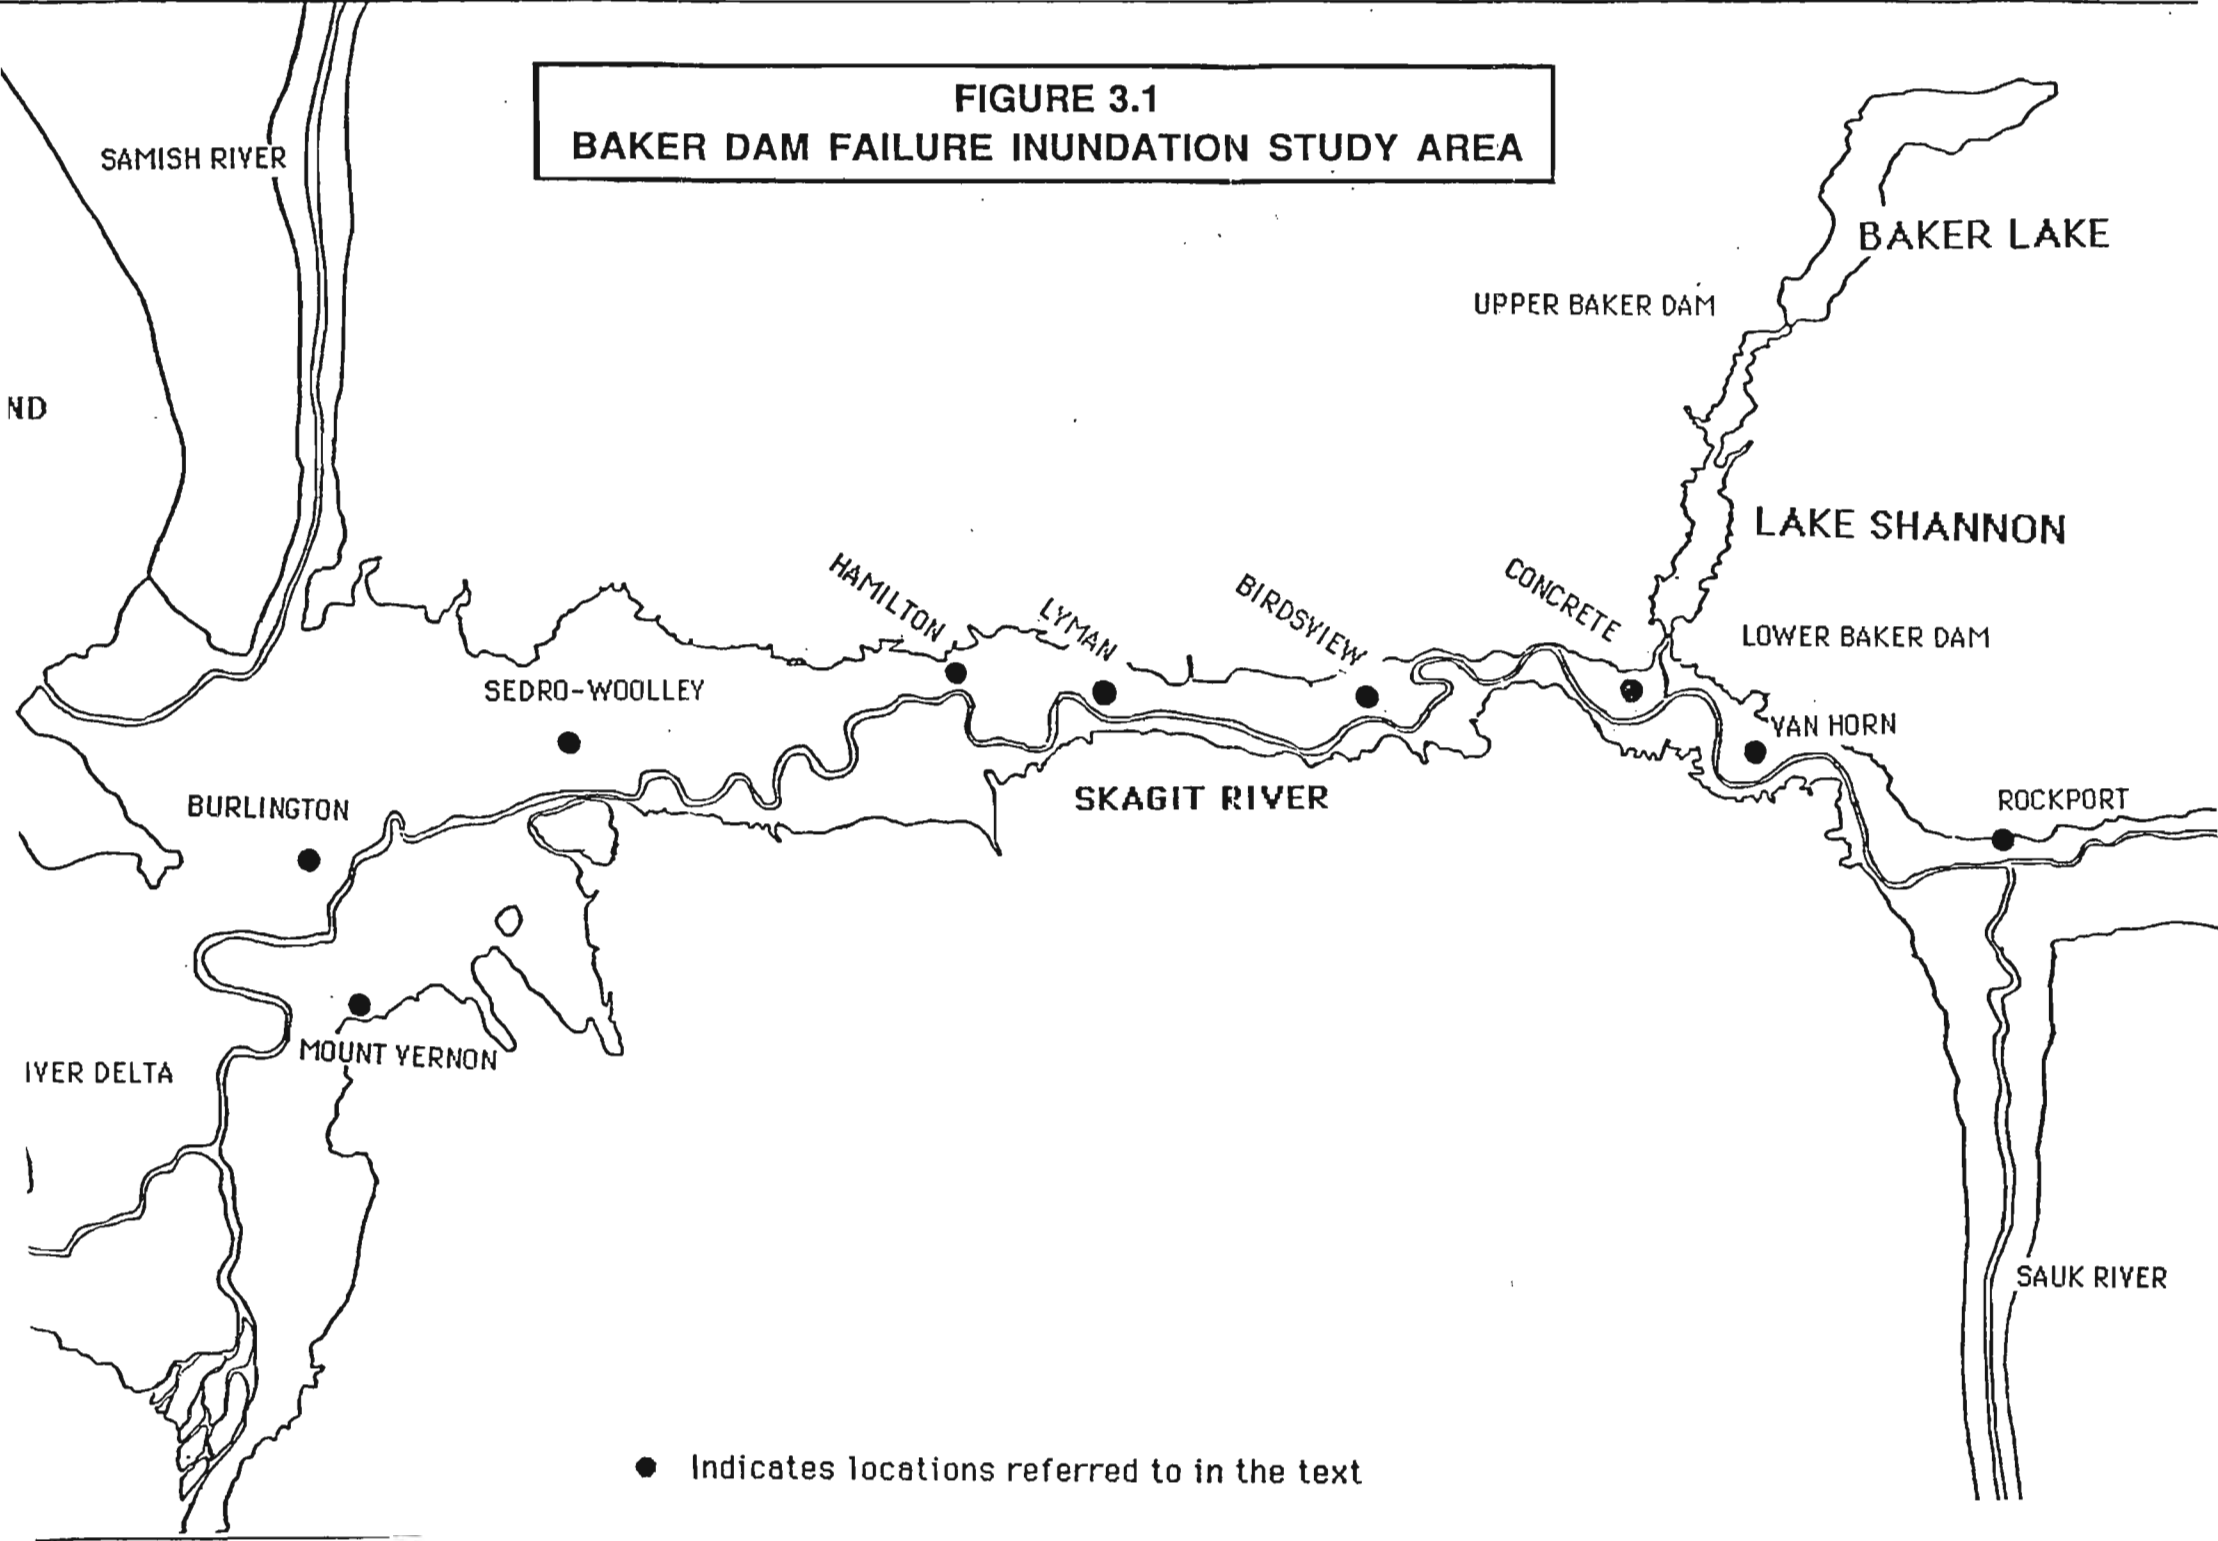 FIGURE 3.1
BAKER DAM FAILURE INUNDATION STUDY AREA
SAMISH RIVER
BAKER LAKE
UPPER BAKER DAM
ND
LAKE SHANNON
HAMILTON
LYMAN
BIRDSVIEW
CONCRETE
LOWER BAKER DAM
SEDRO-WOOLLEY
VAN HORN
SKAGIT RIVER
ROCKPORT
BURLINGTON
MOUNT VERNON
IVER DELTA
SAUK RIVER
Indicates locations referred to in the text